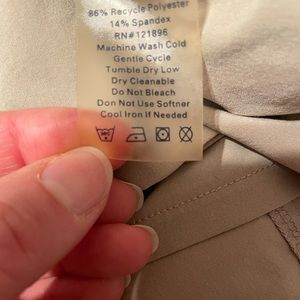 86% Recycle Polyester
14% Spandex
RN#121896
Machine Wash Cold
Gentle Cycle
Tumble Dry Low
Dry Cleanable
Do Not Bleach
Don Not Use Softner
Cool Iron If Needed